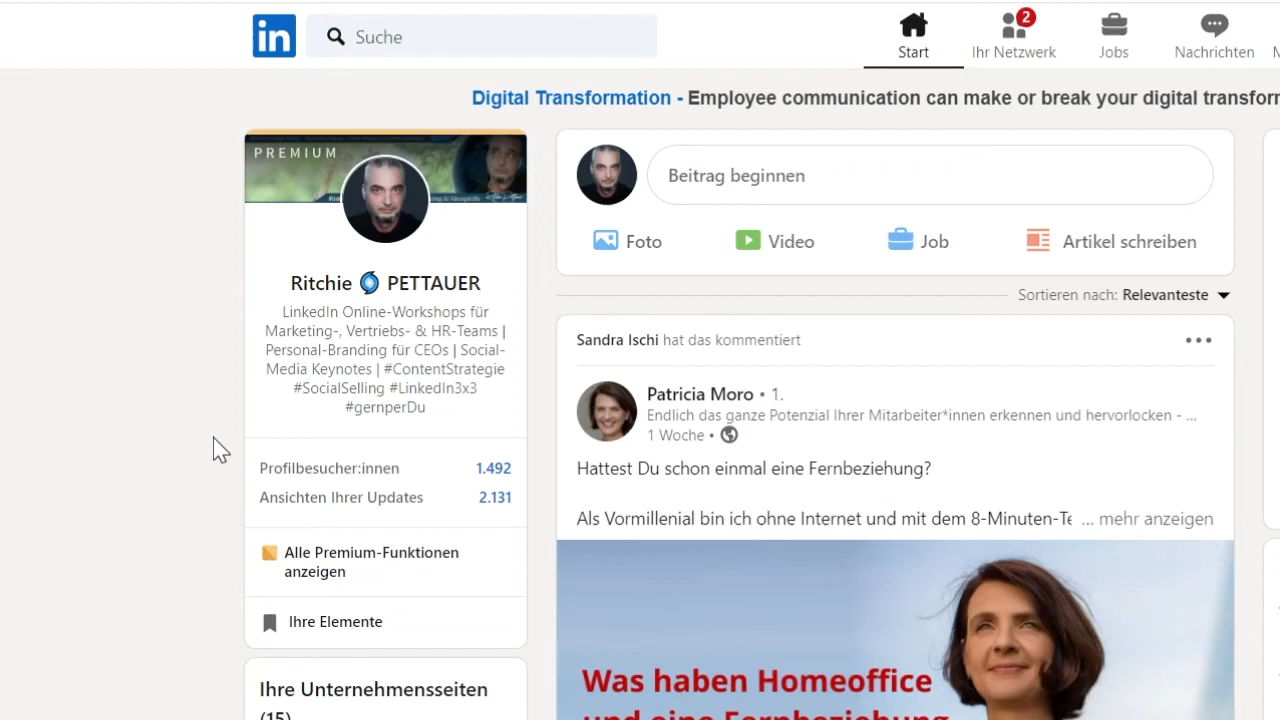 in
Suche
2
Start
Ihr Netzwerk
Jobs
Nachrichten
Digital Transformation - Employee communication can make or break your digital transfor
PREMIUM
Beitrag beginnen
Foto
Video
Job
Artikel schreiben
Ritchie PETTAUER
LinkedIn Online-Workshops für
Marketing-, Vertriebs- & HR-Teams |
Personal-Branding für CEOs | Social-
Media Keynotes | #ContentStrategie
#SocialSelling #LinkedIn3x3
#gernperDu
Profilbesucher:innen 1.492
Ansichten Ihrer Updates 2.131
Alle Premium-Funktionen
anzeigen
Ihre Elemente
Ihre Unternehmensseiten
(15)
Sortieren nach: Relevanteste
Sandra Ischi hat das kommentiert
Patricia Moro • 1.
Endlich das ganze Potenzial Ihrer Mitarbeiter*innen erkennen und hervorlocken - ...
1 Woche •
Hattest Du schon einmal eine Fernbeziehung?
Als Vormillenial bin ich ohne Internet und mit dem 8-Minuten-Te ... mehr anzeigen
Was haben Homeoffice
und eine Fernbeziehung